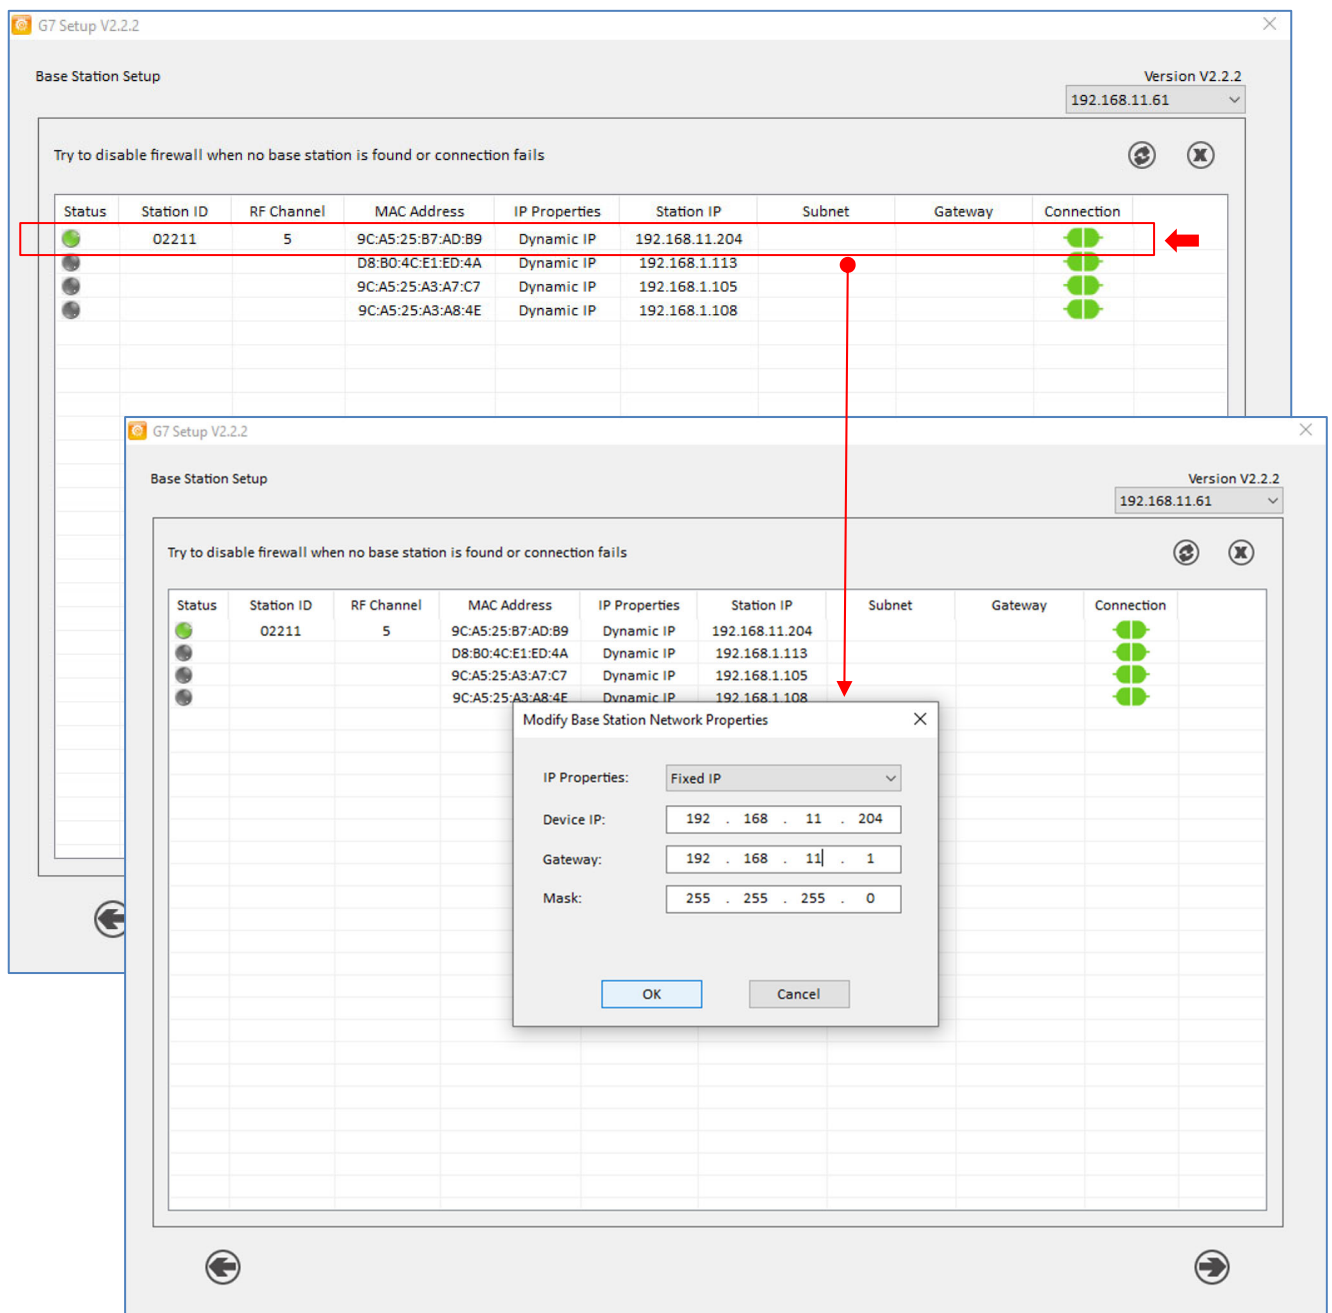 G7 Setup V2.2.2
Base Station Setup
Version V2.2.2
192.168.11.61
Try to disable firewall when no base station is found or connection fails
Status Station ID RF Channel MAC Address IP Properties Station IP Subnet Gateway Connection
02211 5 9C:A5:25:B7:AD:B9 Dynamic IP 192.168.11.204
D8:B0:4C:E1:ED:4A Dynamic IP 192.168.1.113
9C:A5:25:A3:A7:C7 Dynamic IP 192.168.1.105
9C:A5:25:A3:A8:4E Dynamic IP 192.168.1.108
G7 Setup V2.2.2
Base Station Setup
Version V2.2.2
192.168.11.61
Try to disable firewall when no base station is found or connection fails
Status Station ID RF Channel MAC Address IP Properties Station IP Subnet Gateway Connection
02211 5 9C:A5:25:B7:AD:B9 Dynamic IP 192.168.11.204
D8:B0:4C:E1:ED:4A Dynamic IP 192.168.1.113
9C:A5:25:A3:A7:C7 Dynamic IP 192.168.1.105
9C:A5:25:A3:A8:4E Dynamic IP 192.168.1.108
Modify Base Station Network Properties
IP Properties: Fixed IP
Device IP: 192 . 168 . 11 . 204
Gateway: 192 . 168 . 11 . 1
Mask: 255 . 255 . 255 . 0
OK Cancel